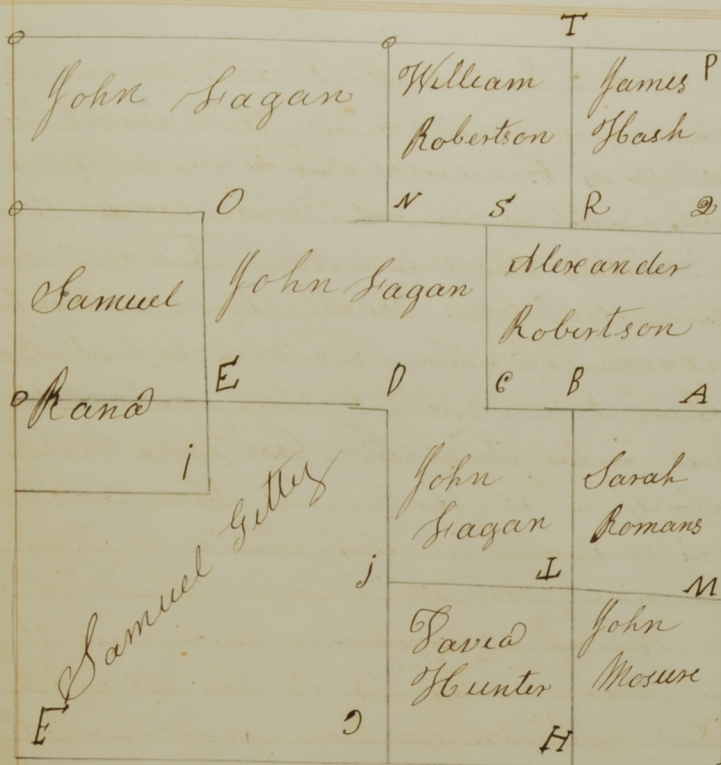 T
John Fagan
William
Robertson
James
Hash
P
N
S
R
Q
O
Samuel
Rand
John Fagan
Alexander
Robertson
E
D
C
B
A
i
Samuel Gettey
John
Fagan
Sarah
Romans
j
I
M
David
Hunter
John
Mosure
F
H